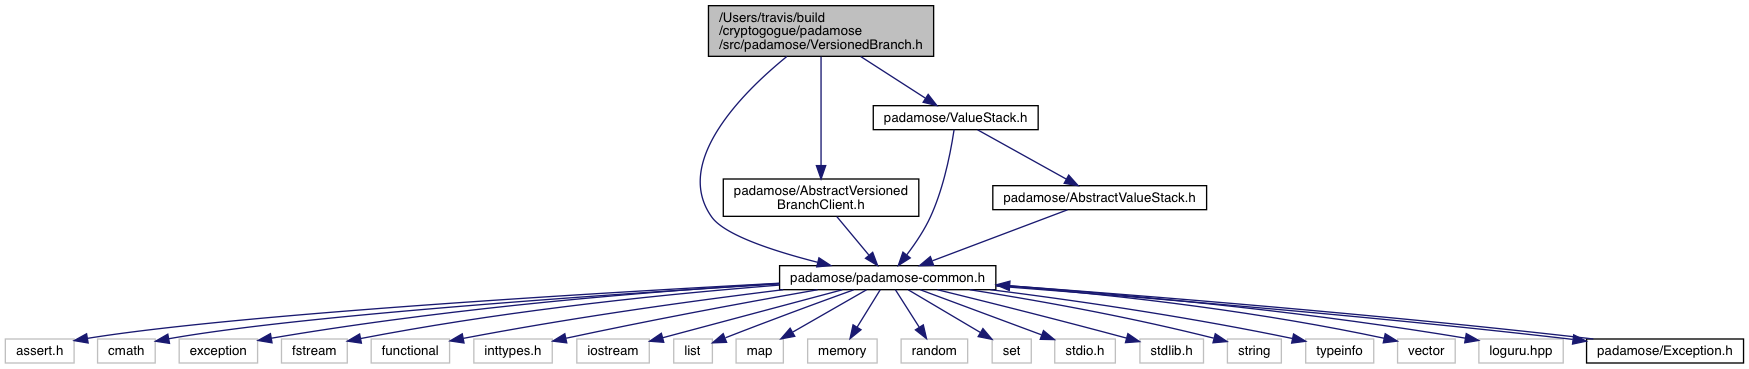 /Users/travis/build
/cryptogogue/padamose
/src/padamose/VersionedBranch.h
padamose/ValueStack.h
padamose/AbstractVersioned
BranchClient.h
padamose/AbstractValueStack.h
padamose/padamose-common.h
assert.h
cmath
exception
fstream
functional
inttypes.h
iostream
list
map
memory
random
set
stdio.h
stdlib.h
string
typeinfo
vector
loguru.hpp
padamose/Exception.h